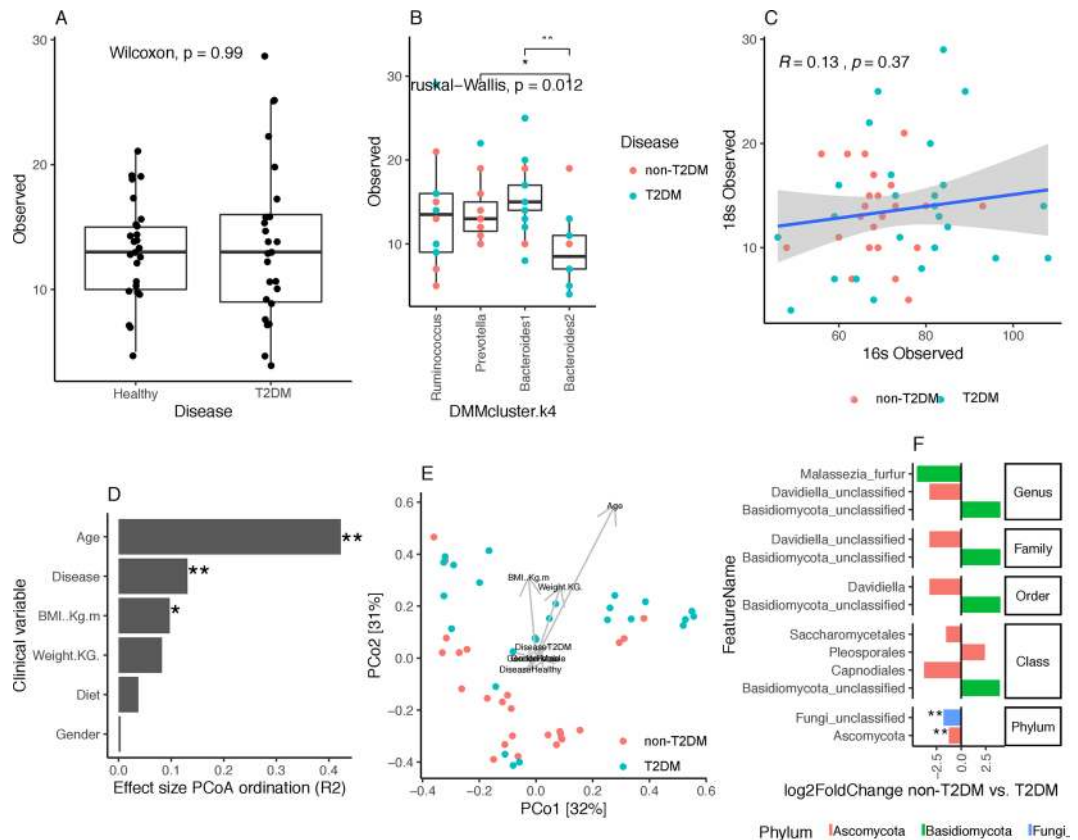 A
Wilcoxon, p = 0.99
Observed
30
20
10
Healthy
T2DM
Disease
B
**
*
ruskal−Wallis, p = 0.012
Observed
30
20
10
Ruminococcus
Prevotella
Bacteroides1
Bacteroides2
DMMcluster.k4
Disease
non−T2DM
T2DM
C
R = 0.13 , p = 0.37
18s Observed
30
20
10
60
80
100
16s Observed
non−T2DM
T2DM
D
Clinical variable
Age
**
Disease
**
BMI..Kg.m
*
Weight.KG.
Diet
Gender
0.0
0.1
0.2
0.3
0.4
Effect size PCoA ordination (R2)
E
PCo2 [31%]
0.6
0.4
0.2
0.0
−0.2
−0.4
Age
BMI..Kg.m
Weight.KG.
DiseaseT2DM
DiseaseHealthy
non−T2DM
T2DM
−0.4
−0.2
0.0
0.2
0.4
0.6
PCo1 [32%]
F
FeatureName
Malassezia_furfur
Davidiella_unclassified
Basidiomycota_unclassified
Genus
Davidiella_unclassified
Basidiomycota_unclassified
Family
Davidiella
Basidiomycota_unclassified
Order
Saccharomycetales
Pleosporales
Capnodiales
Basidiomycota_unclassified
Class
Fungi_unclassified
**
Ascomycota
**
Phylum
−2.5
0.0
2.5
log2FoldChange non−T2DM vs. T2DM
Phylum
Ascomycota
Basidiomycota
Fungi_